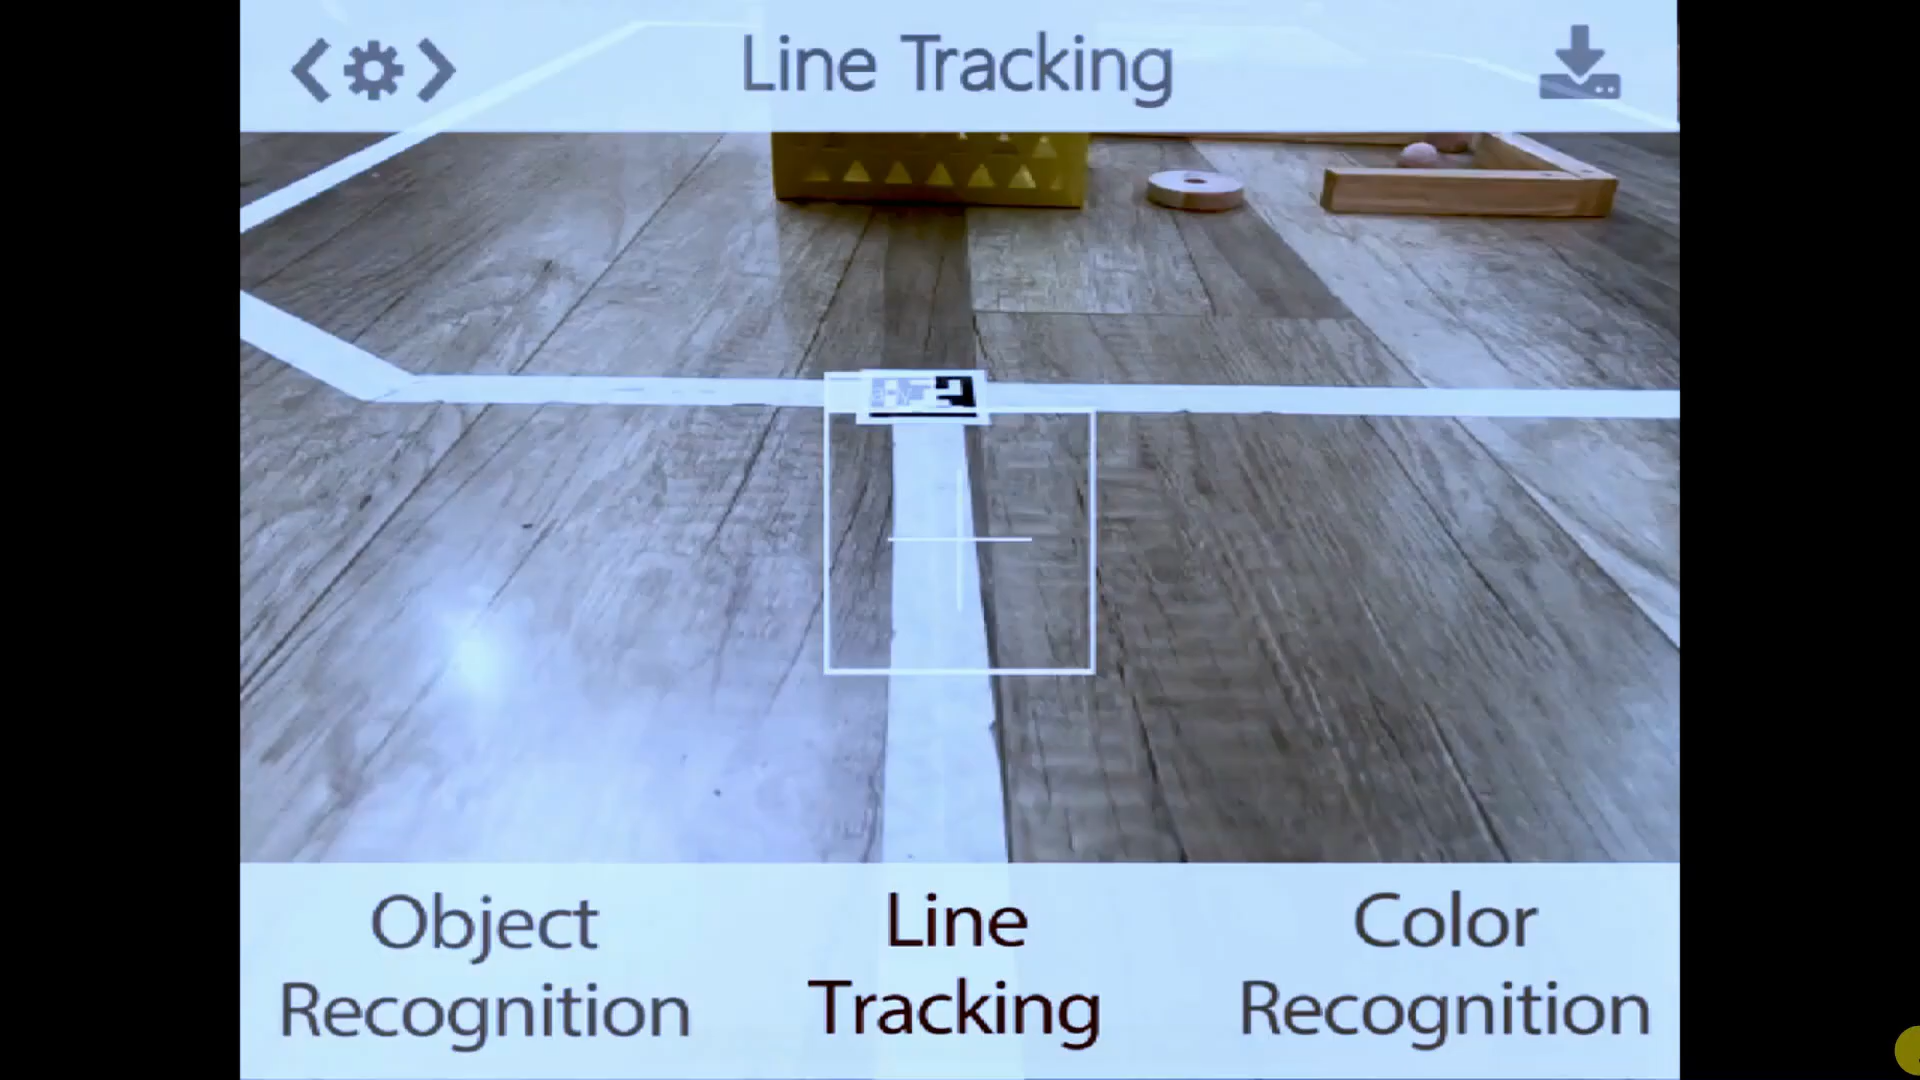 Line Tracking
Object
Recognition
Line
Tracking
Color
Recognition